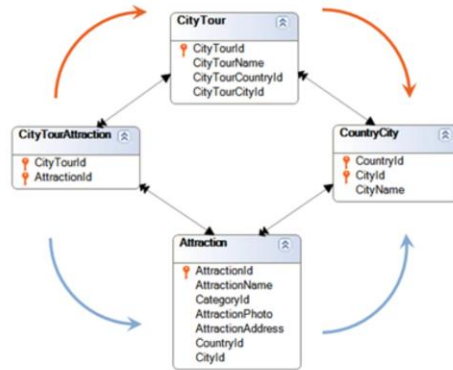 CityTour
CityTourId
CityTourName
CityTourCountryId
CityTourCityId
CityTourAttraction
CityTourId
AttractionId
CountryCity
CountryId
CityId
CityName
Attraction
AttractionId
AttractionName
CategoryId
AttractionPhoto
AttractionAddress
CountryId
CityId